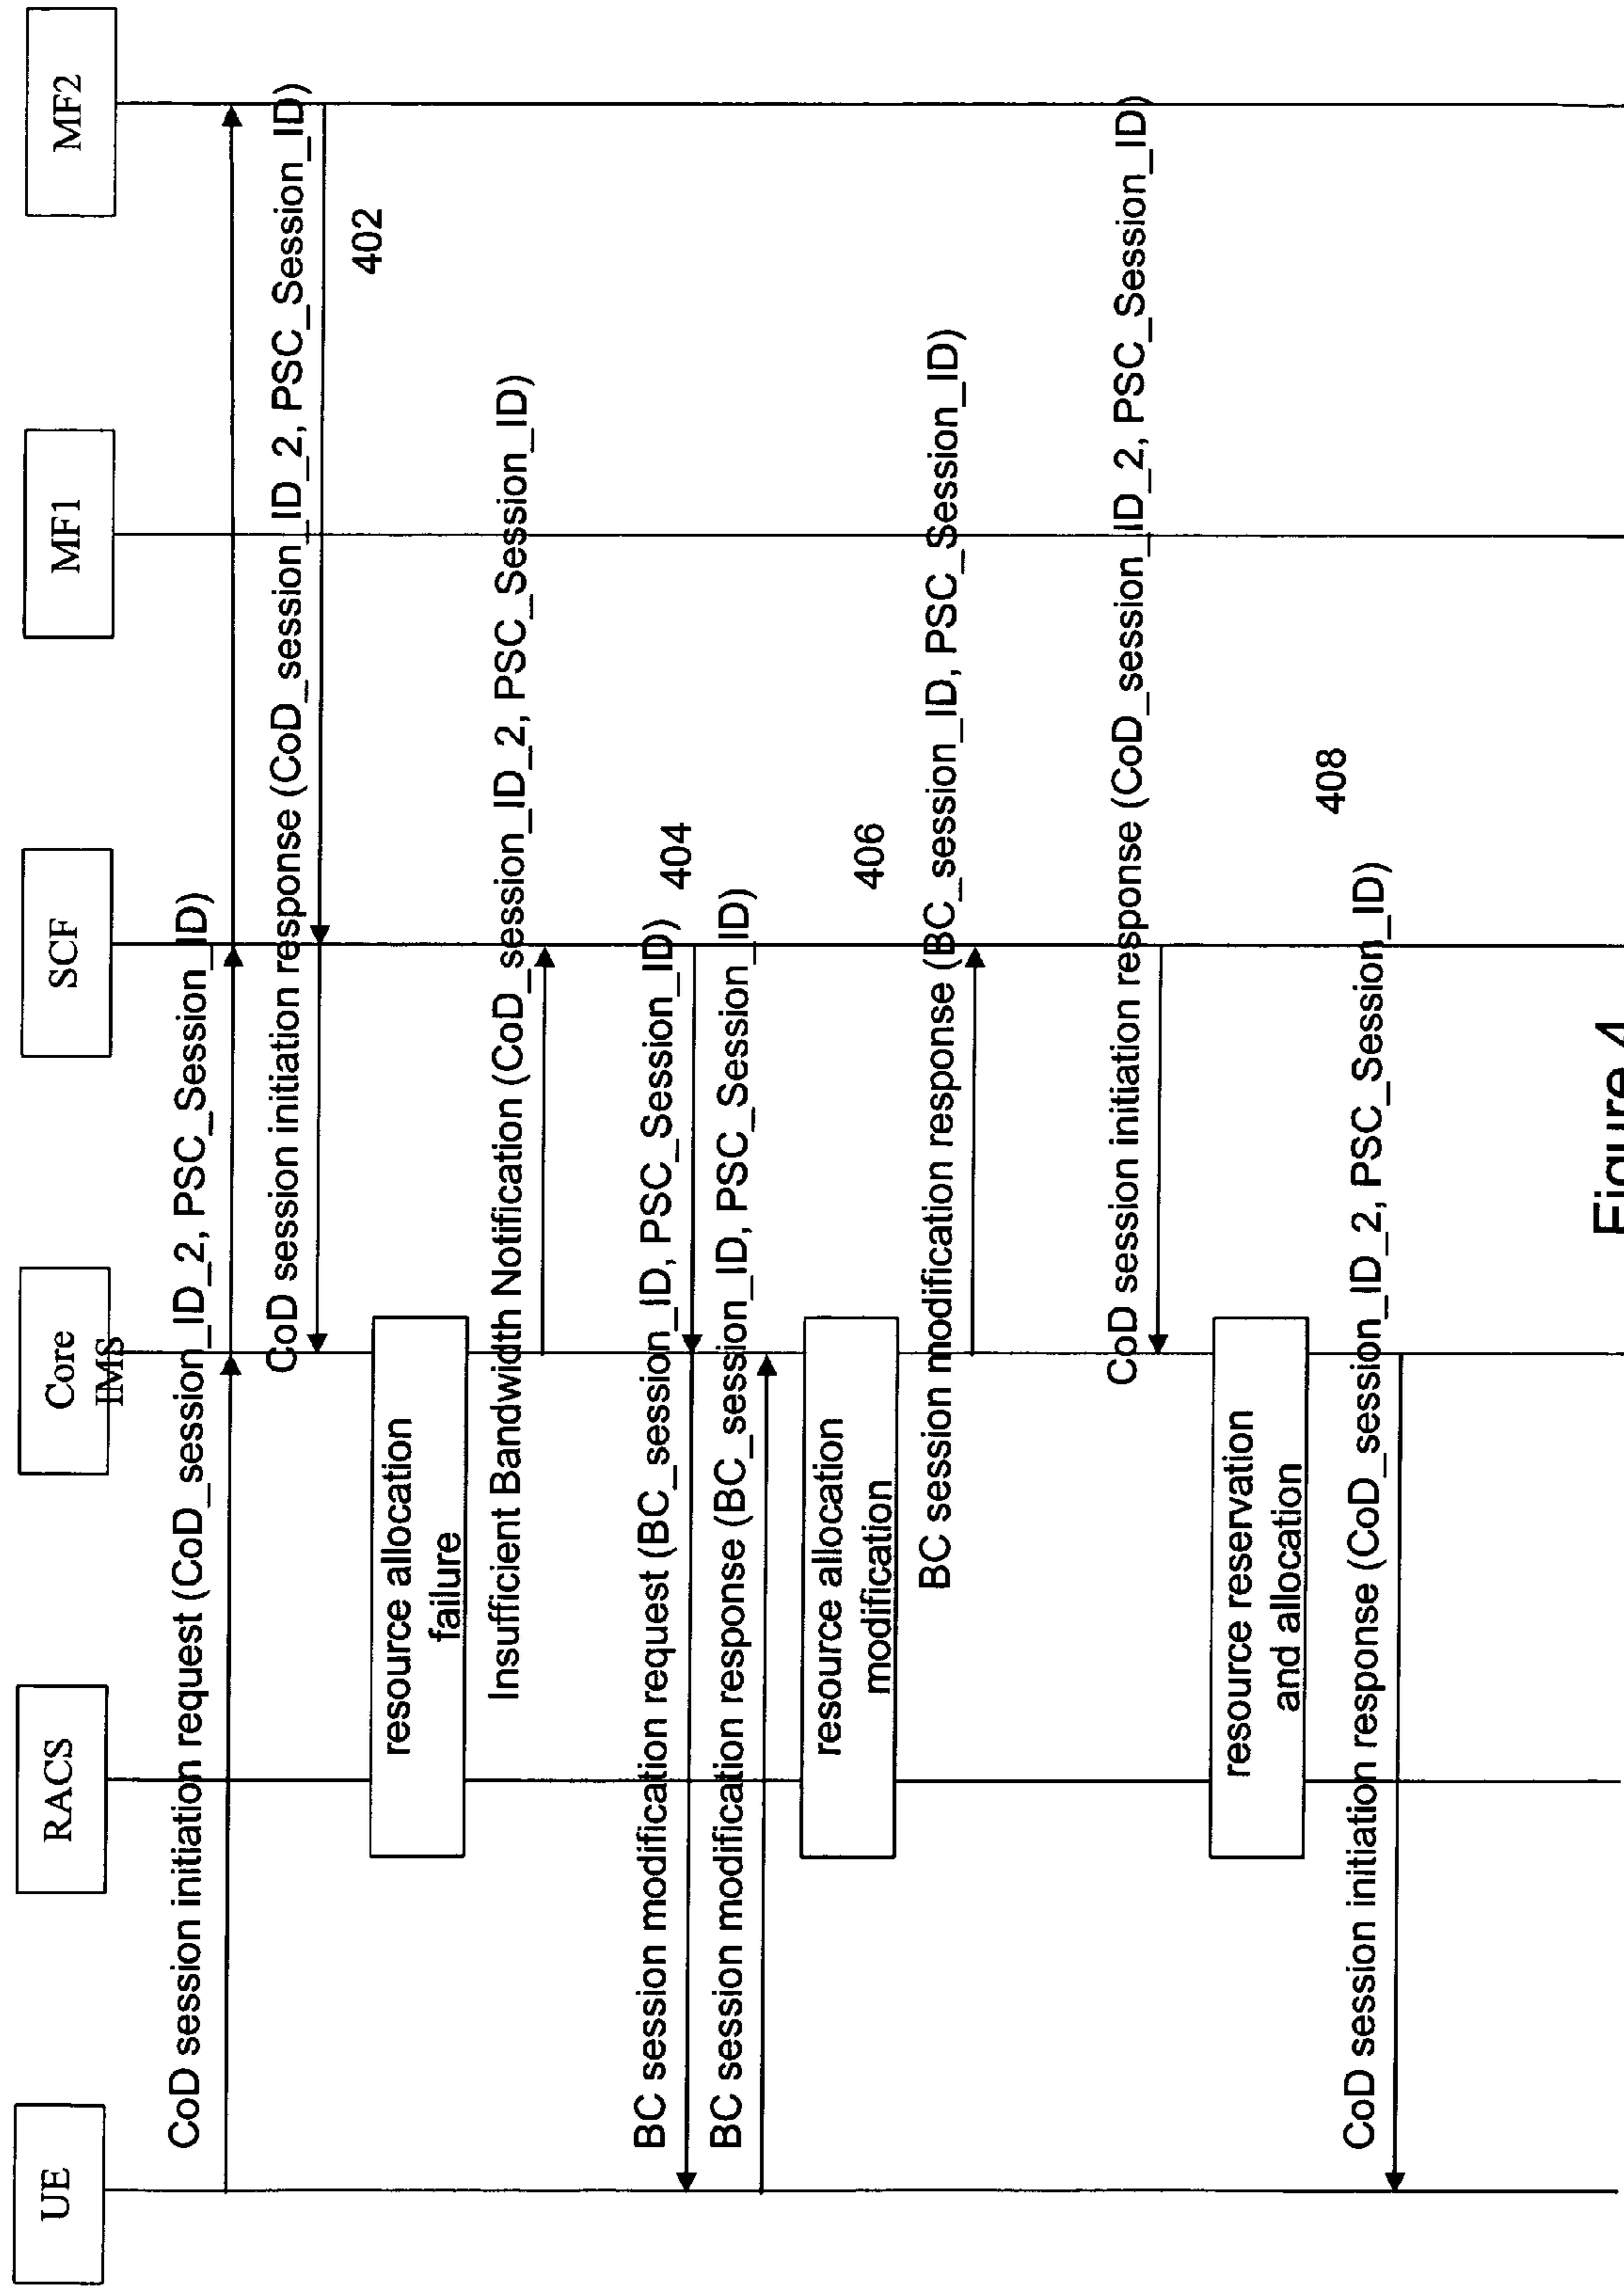 UE
RACS
Core
IMS
SCF
MF1
MF2
CoD session initiation request (CoD_session_ID_2, PSC_Session_ID)
CoD session initiation response (CoD_session_ID_2, PSC_Session_ID)
402
resource allocation
failure
Insufficient Bandwidth Notification (CoD_session_ID_2, PSC_Session_ID)
BC session modification request (BC_session_ID, PSC_Session_ID)
404
BC session modification response (BC_session_ID, PSC_Session_ID)
resource allocation
modification
406
BC session modification response (BC_session_ID, PSC_Session_ID)
CoD session initiation response (CoD_session_ID_2, PSC_Session_ID)
resource reservation
and allocation
408
CoD session initiation response (CoD_session_ID_2, PSC_Session_ID)
Figure 4